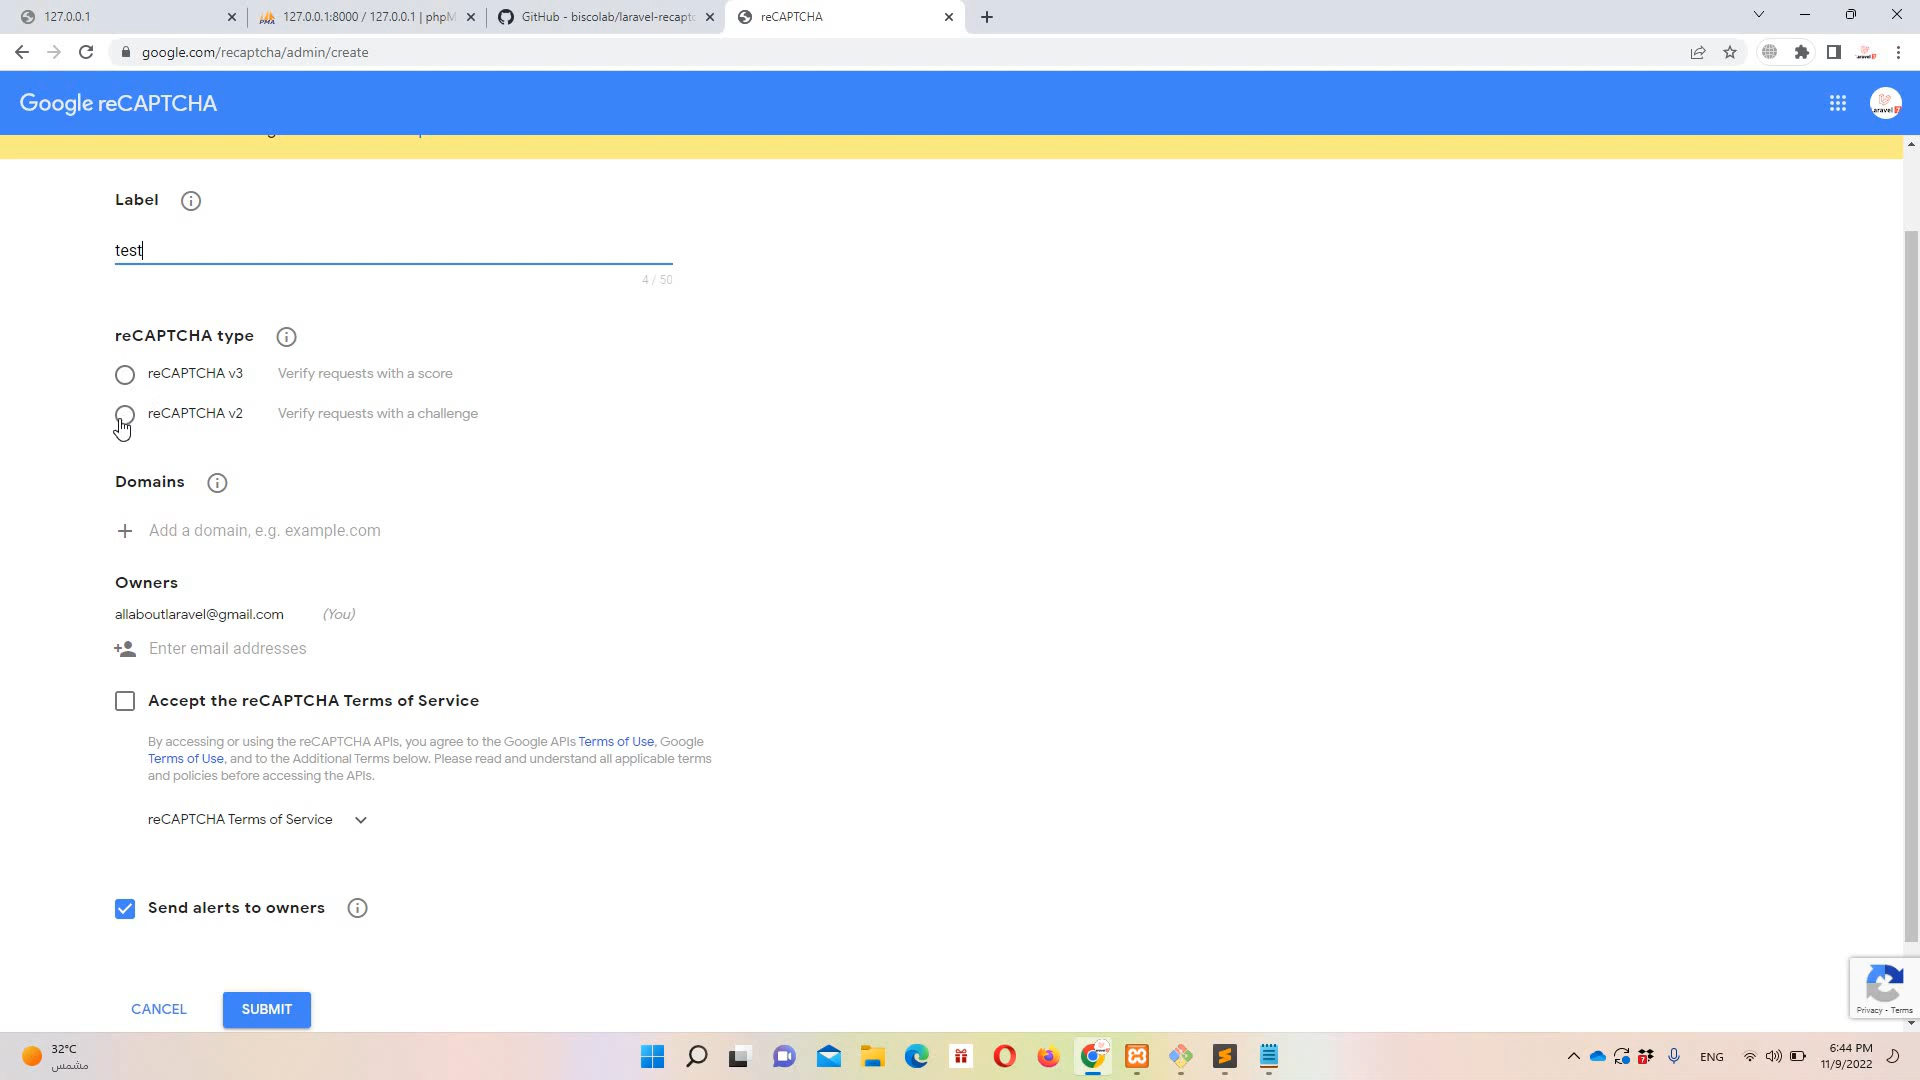 127.0.0.1
127.0.0.1:8000 / 127.0.0.1 | phpM
GitHub - biscolab/laravel-recaptc
reCAPTCHA
google.com/recaptcha/admin/create
Google reCAPTCHA
Label
test
4 / 50
reCAPTCHA type
reCAPTCHA v3 Verify requests with a score
reCAPTCHA v2 Verify requests with a challenge
Domains
Add a domain, e.g. example.com
Owners
allaboutlaravel@gmail.com (You)
Enter email addresses
Accept the reCAPTCHA Terms of Service
By accessing or using the reCAPTCHA APIs, you agree to the Google APIs Terms of Use, Google
Terms of Use, and to the Additional Terms below. Please read and understand all applicable terms
and policies before accessing the APIs.
reCAPTCHA Terms of Service
Send alerts to owners
CANCEL
SUBMIT
Privacy - Terms
32°C
مشمس
ENG
6:44 PM
11/9/2022